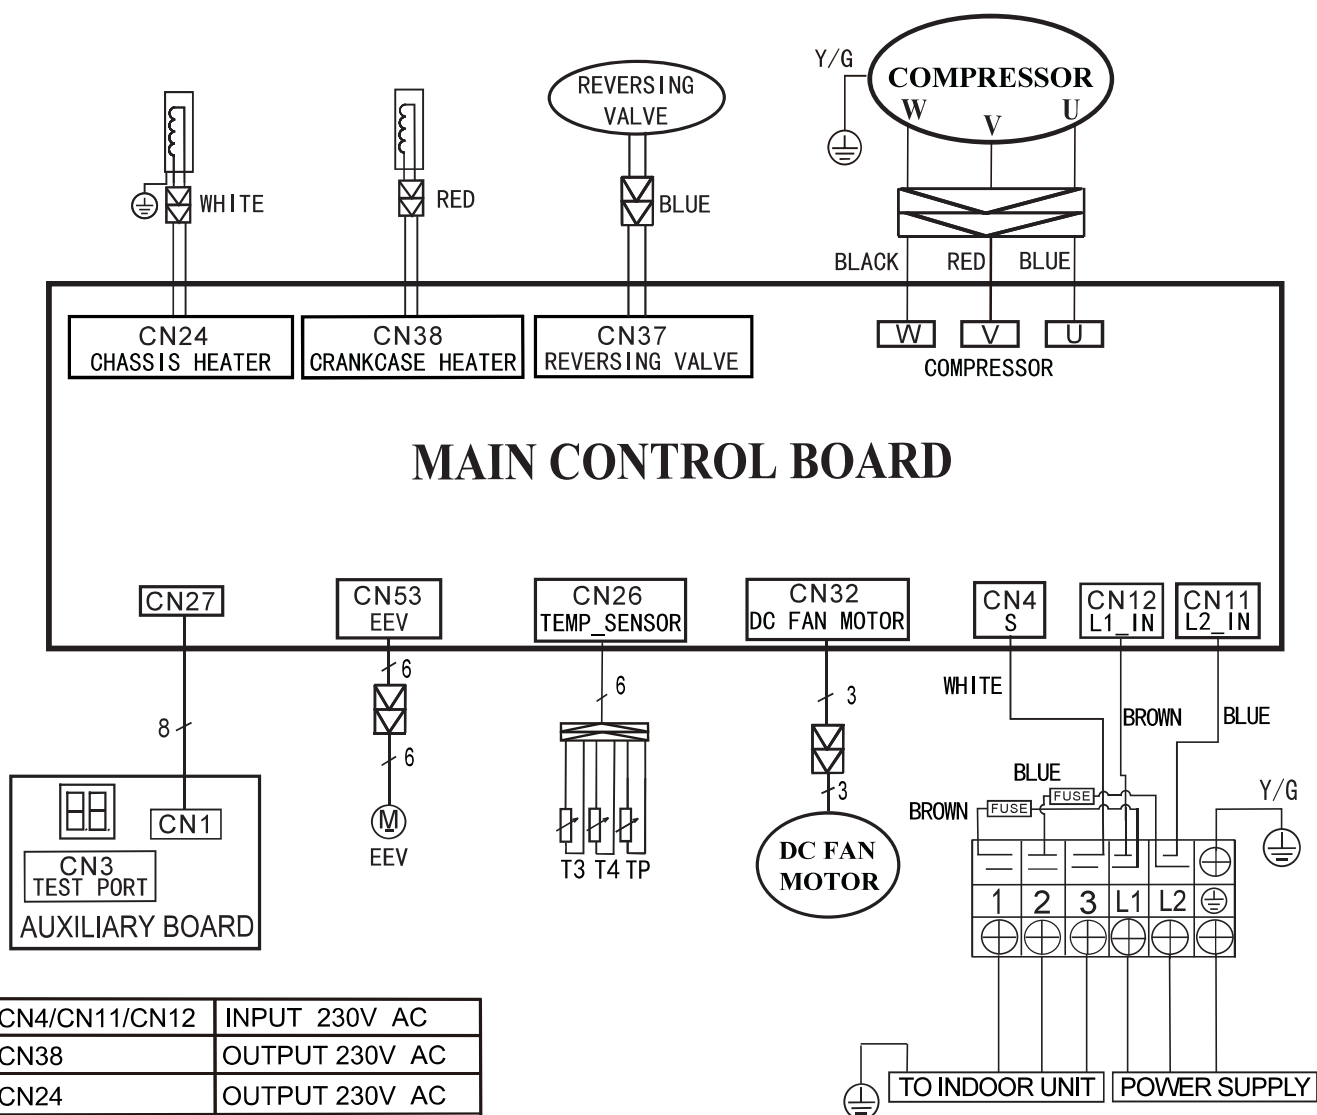 Y/G
COMPRESSOR
W
V
U
REVERSING
VALVE
WHITE
RED
BLUE
BLACK
RED
BLUE
CN24
CHASSIS HEATER
CN38
CRANKCASE HEATER
CN37
REVERSING VALVE
W
V
U
COMPRESSOR
MAIN CONTROL BOARD
CN27
CN53
EEV
CN26
TEMP_SENSOR
CN32
DC FAN MOTOR
CN4
S
CN12
L1_IN
CN11
L2_IN
6
6
3
WHITE
BROWN
BLUE
8
6
3
BLUE
BROWN
FUSE
FUSE
Y/G
88
CN1
CN3
TEST PORT
AUXILIARY BOARD
M
EEV
T3 T4 TP
DC FAN
MOTOR
1 2 3 L1 L2
CN4/CN11/CN12 INPUT 230V AC
CN38 OUTPUT 230V AC
CN24 OUTPUT 230V AC
TO INDOOR UNIT
POWER SUPPLY